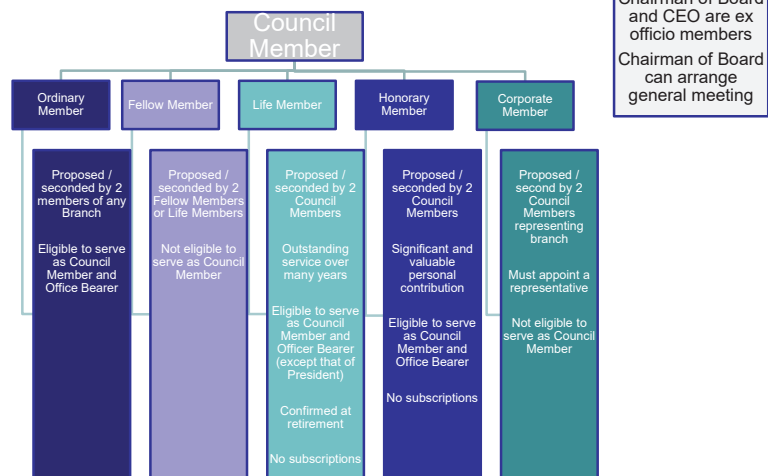 Council
Member
Chairman of Board
and CEO are ex
officio members
Chairman of Board
can arrange
general meeting
Ordinary
Member
Fellow Member
Life Member
Honorary
Member
Corporate
Member
Proposed /
seconded by 2
members of any
Branch
Eligible to serve
as Council
Member and
Office Bearer
Proposed /
seconded by 2
Fellow Members
or Life Members
Not eligible to
serve as Council
Member
Proposed /
seconded by 2
Council
Members
Outstanding
service over
many years
Eligible to serve
as Council
Member and
Officer Bearer
(except that of
President)
Confirmed at
retirement
No subscriptions
Proposed /
seconded by 2
Council
Members
Significant and
valuable
personal
contribution
Eligible to serve
as Council
Member and
Office Bearer
No subscriptions
Proposed /
second by 2
Council
Members
representing
branch
Must appoint a
representative
Not eligible to
serve as Council
Member